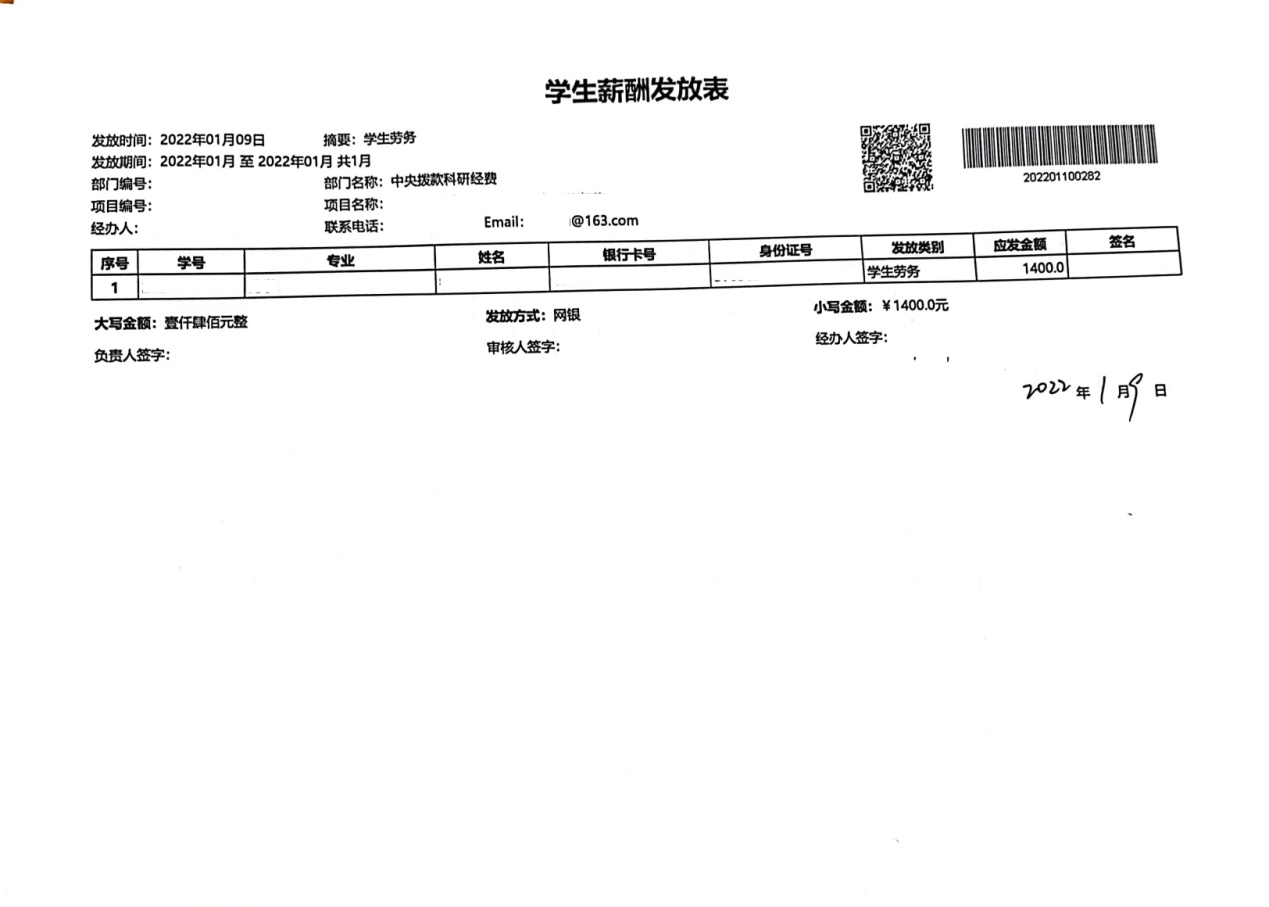 学生薪酬发放表
发放时间：2022年01月09日 摘要：学生劳务
发放期间：2022年01月 至 2022年01月 共1月
部门编号： 部门名称：中央拨款科研经费
项目编号： 项目名称：
经办人： 联系电话： Email： @163.com
202201100282
序号 学号 专业 姓名 银行卡号 身份证号 发放类别 应发金额 签名
1 学生劳务 1400.0
大写金额：壹仟肆佰元整 发放方式：网银 小写金额：￥1400.0元
负责人签字： 审核人签字： 经办人签字：
2022 年 1 月 9 日